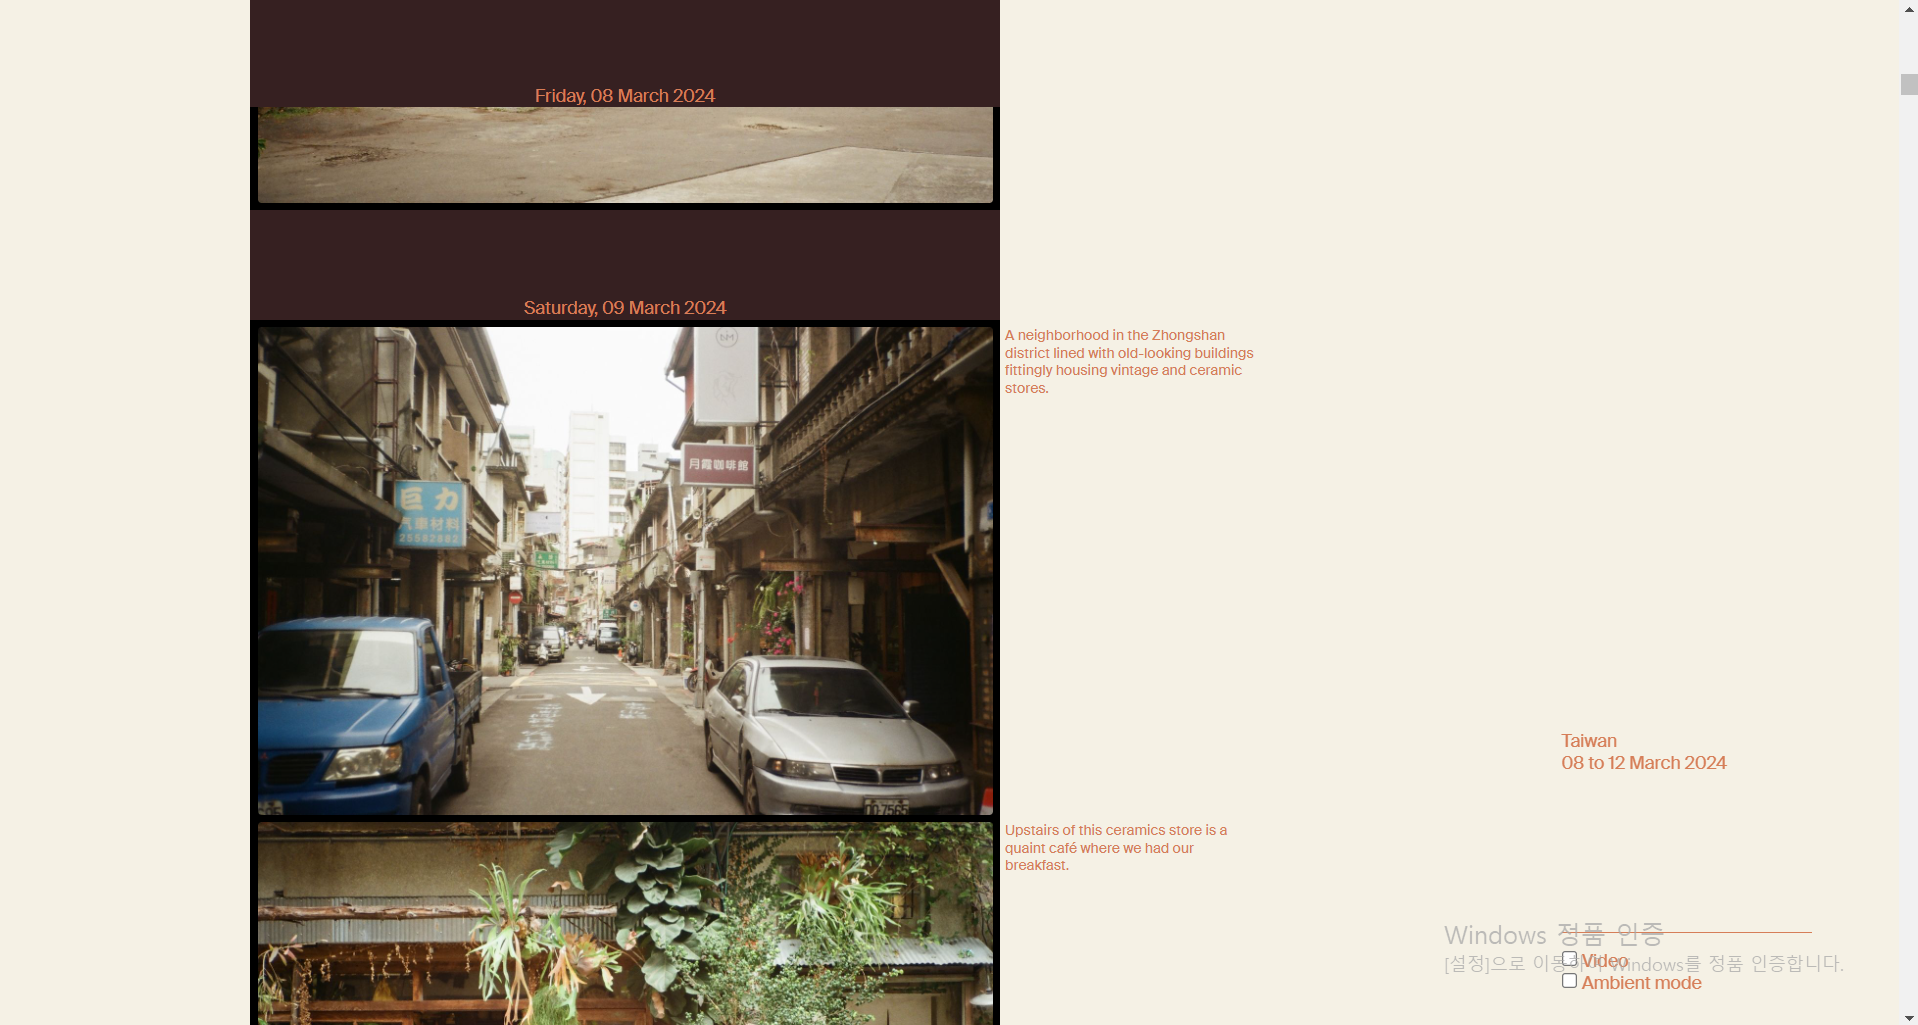 Friday, 08 March 2024
Saturday, 09 March 2024
A neighborhood in the Zhongshan
district lined with old-looking buildings
fittingly housing vintage and ceramic
stores.
月霞咖啡館
巨力
汽車材料
25582882
Upstairs of this ceramics store is a
quaint café where we had our
breakfast.
Taiwan
08 to 12 March 2024
Windows 정품 인증
[설정]으로 이동하여 Windows를 정품 인증합니다.
Video
Ambient mode